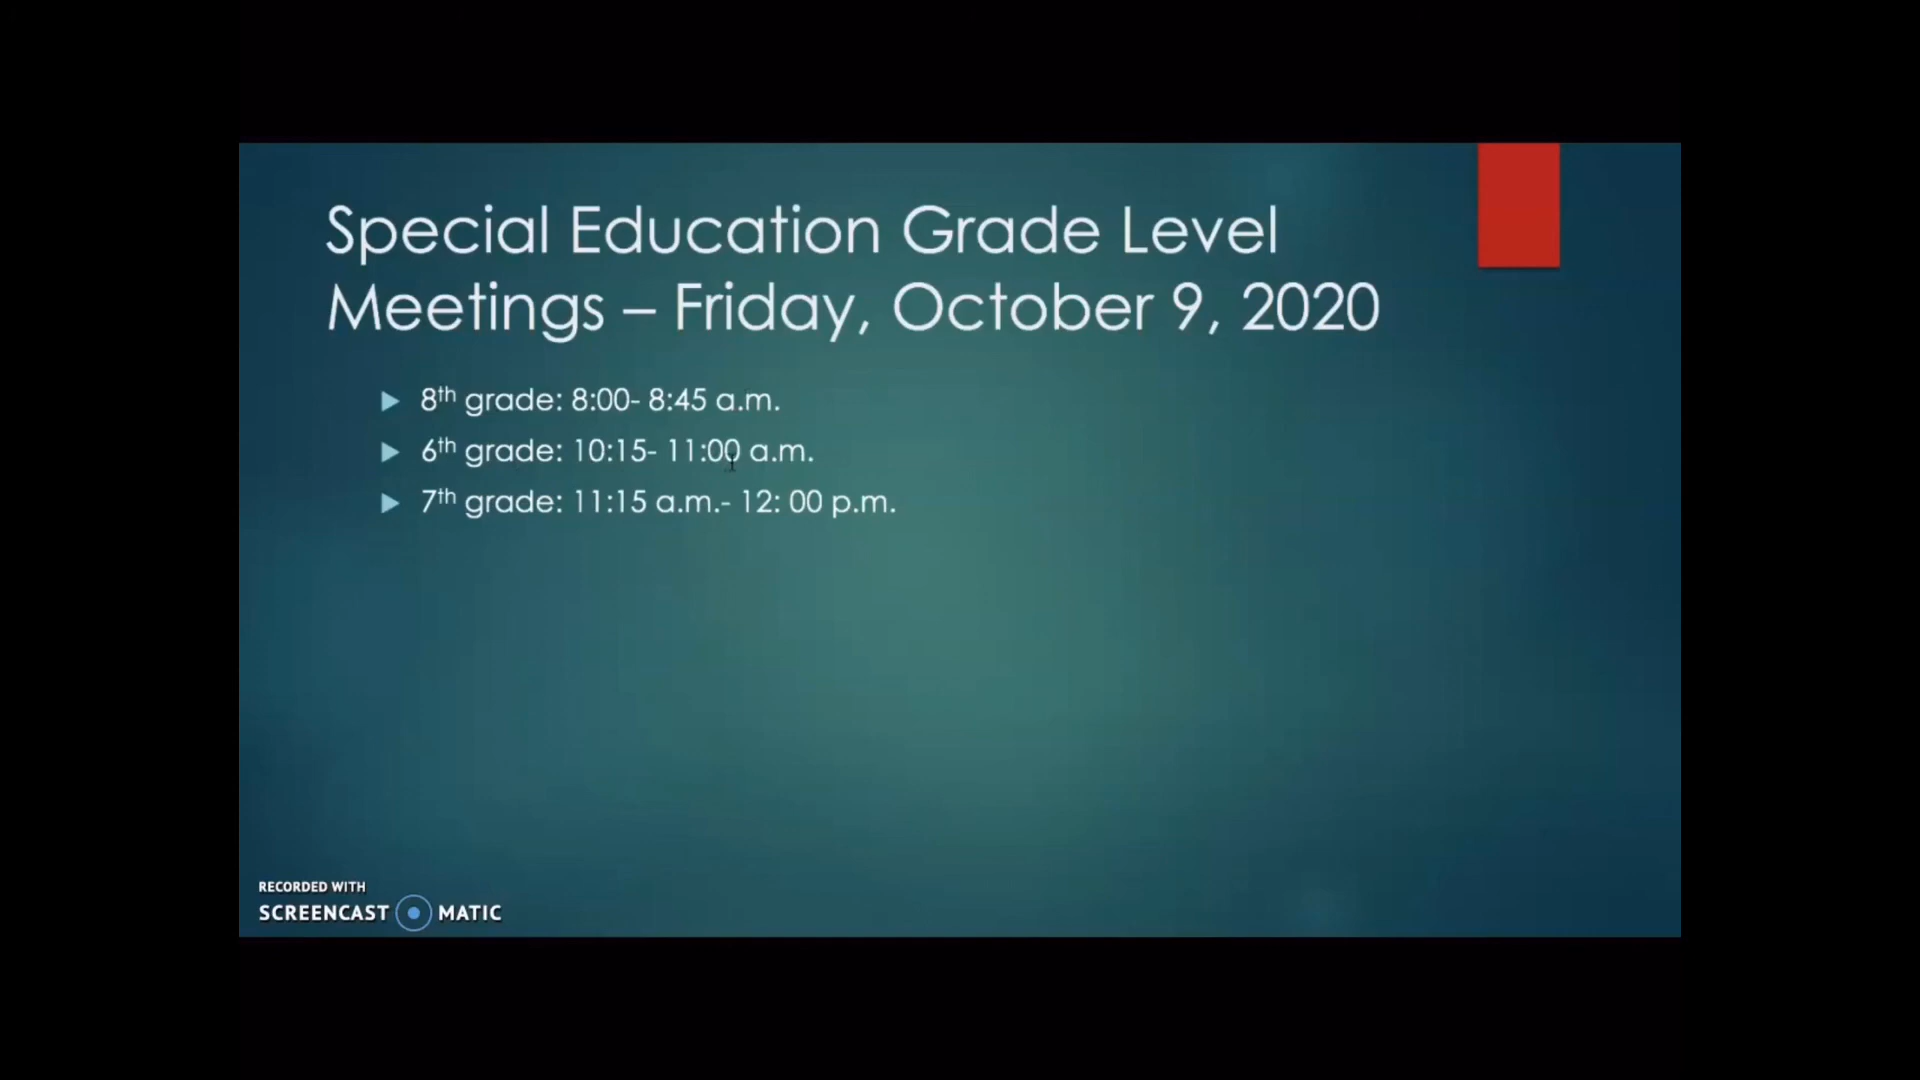 Special Education Grade Level
Meetings – Friday, October 9, 2020
8th grade: 8:00- 8:45 a.m.
6th grade: 10:15- 11:00 a.m.
7th grade: 11:15 a.m.- 12: 00 p.m.
RECORDED WITH
SCREENCAST MATIC